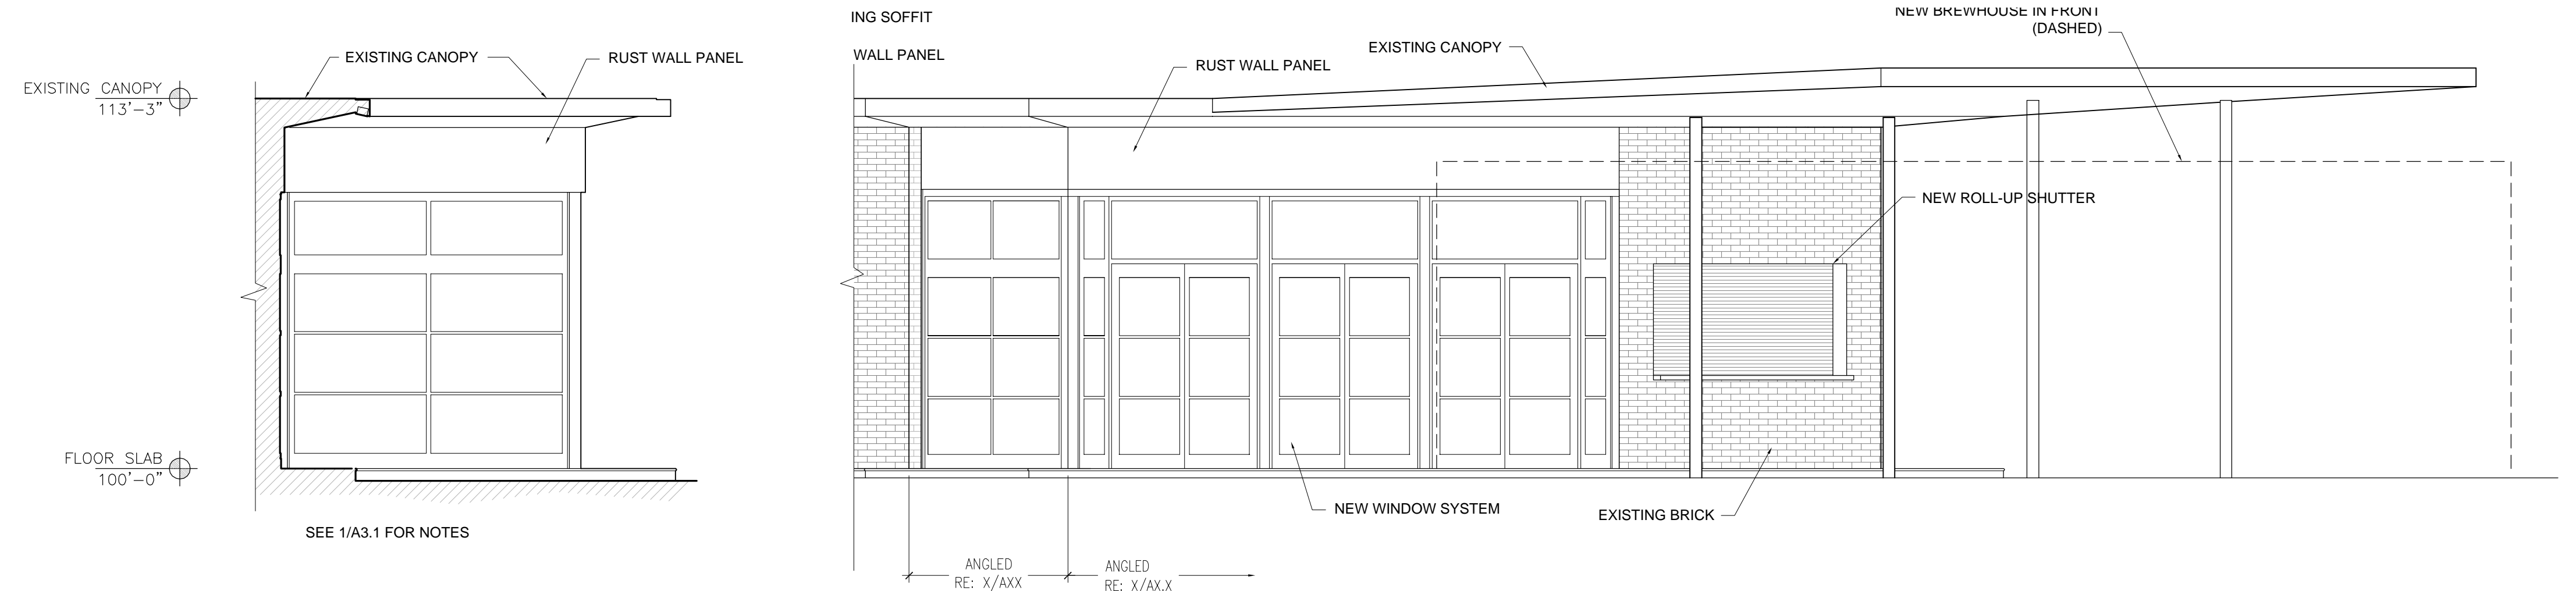 EXISTING CANOPY
113'-3"
EXISTING CANOPY
RUST WALL PANEL
FLOOR SLAB
100'-0"
SEE 1/A3.1 FOR NOTES
ING SOFFIT
WALL PANEL
RUST WALL PANEL
EXISTING CANOPY
NEW BREWHOUSE IN FRONT
(DASHED)
NEW ROLL-UP SHUTTER
NEW WINDOW SYSTEM
EXISTING BRICK
ANGLED
RE: X/AXX
ANGLED
RE: X/AX.X